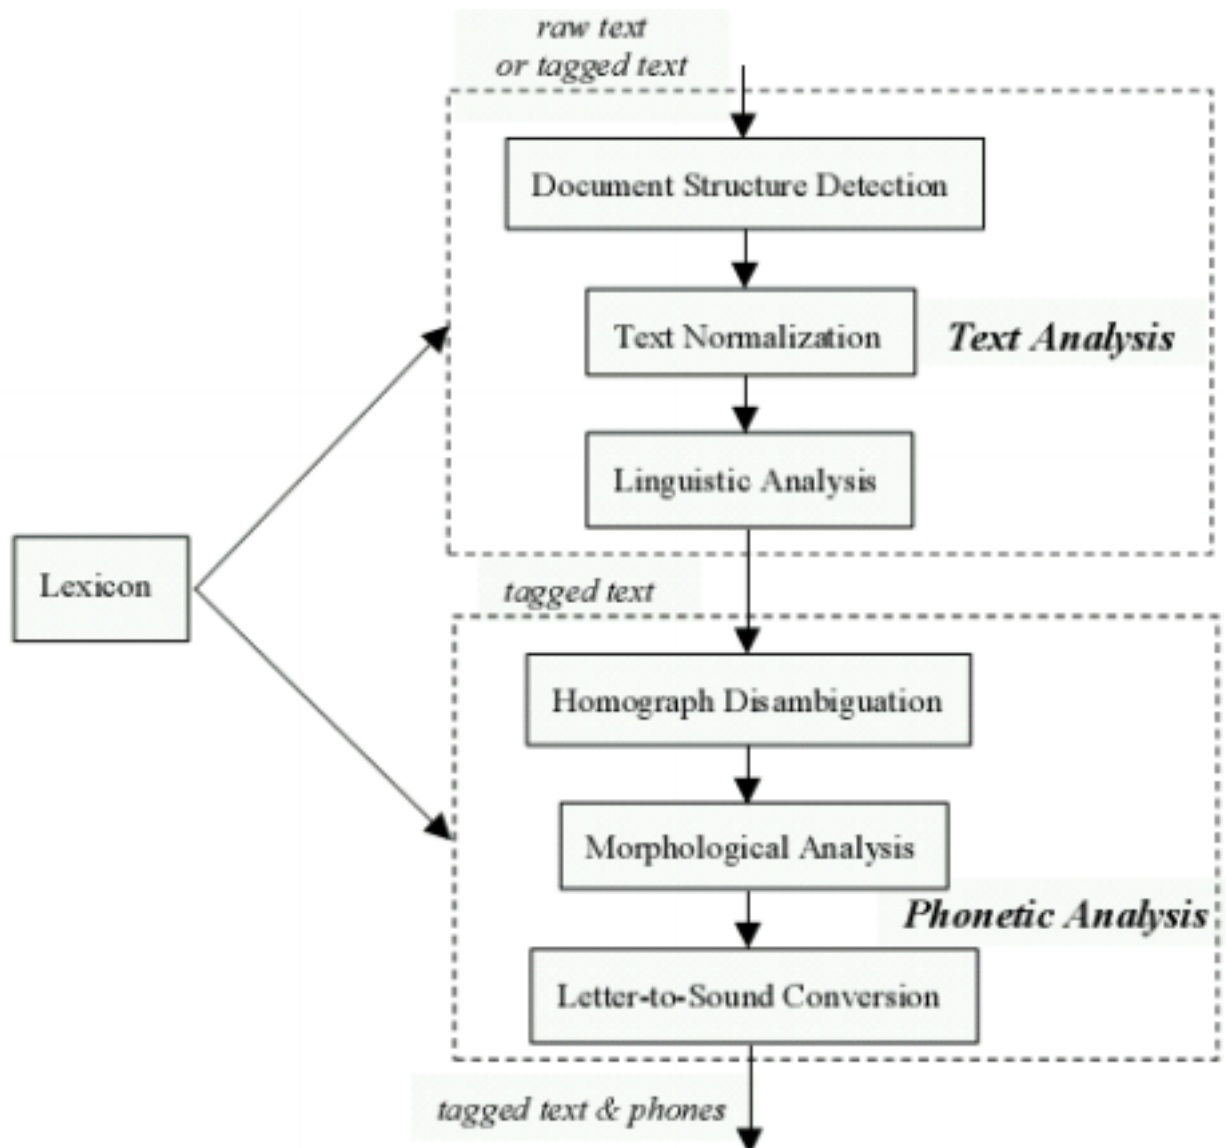 raw text
or tagged text
Document Structure Detection
Text Normalization
Text Analysis
Linguistic Analysis
Lexicon
tagged text
Homograph Disambiguation
Morphological Analysis
Phonetic Analysis
Letter-to-Sound Conversion
tagged text & phones